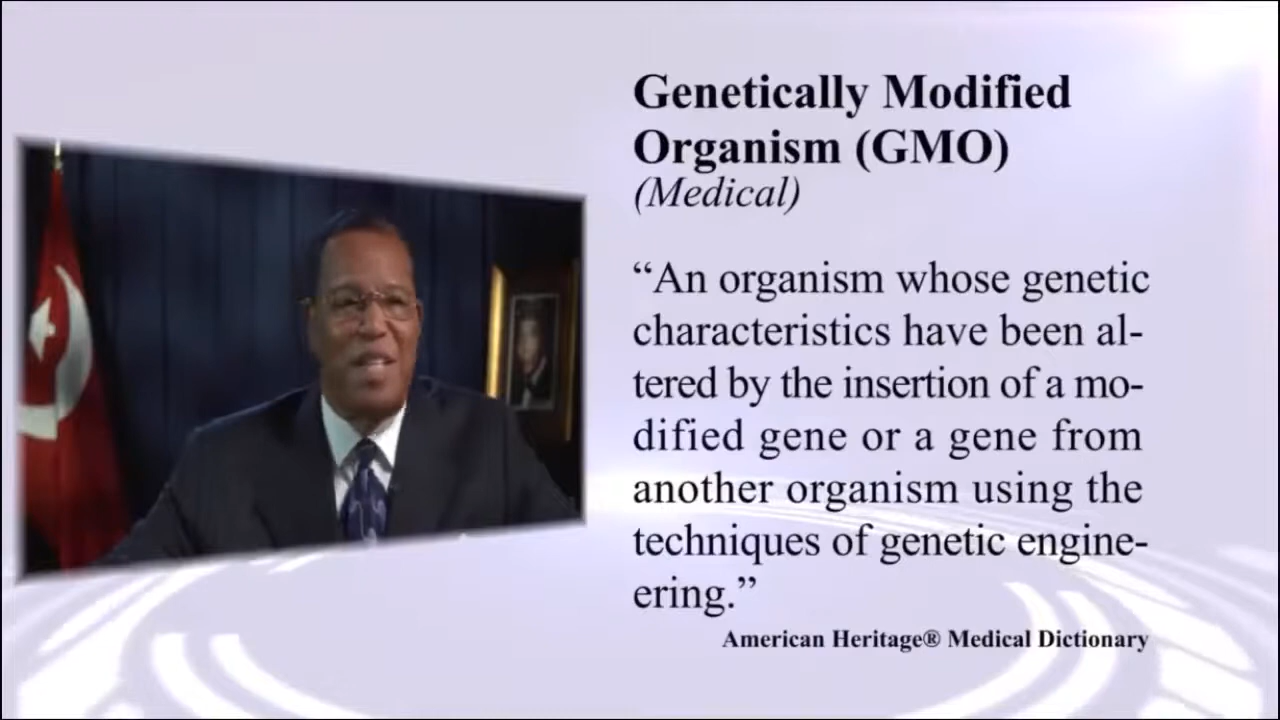 Genetically Modified
Organism (GMO)
(Medical)
“An organism whose genetic
characteristics have been al-
tered by the insertion of a mo-
dified gene or a gene from
another organism using the
techniques of genetic engine-
ering.”
American Heritage® Medical Dictionary